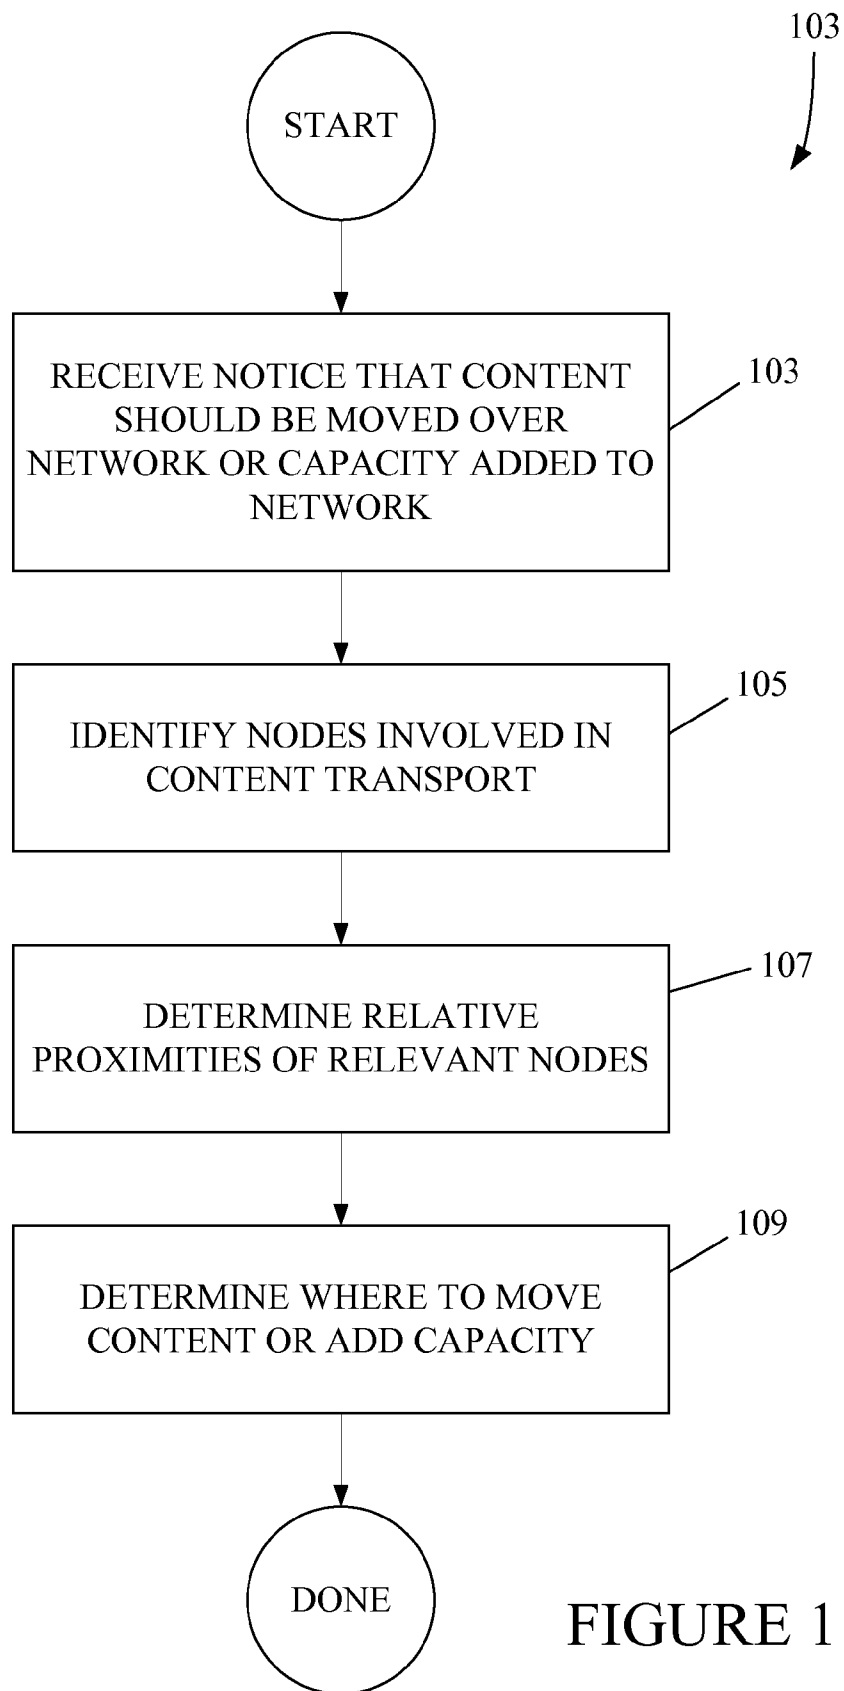 103
START
RECEIVE NOTICE THAT CONTENT
SHOULD BE MOVED OVER
NETWORK OR CAPACITY ADDED TO
NETWORK
103
IDENTIFY NODES INVOLVED IN
CONTENT TRANSPORT
105
DETERMINE RELATIVE
PROXIMITIES OF RELEVANT NODES
107
DETERMINE WHERE TO MOVE
CONTENT OR ADD CAPACITY
109
DONE
FIGURE 1